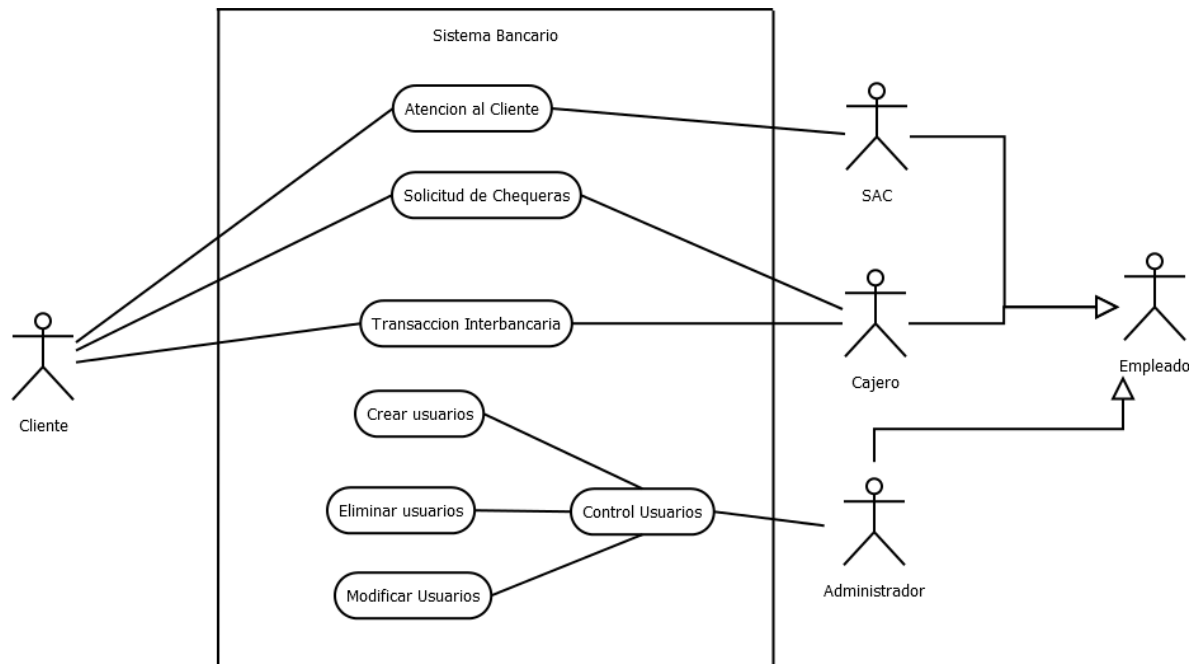 Sistema Bancario
Atencion al Cliente
SAC
Solicitud de Chequeras
Transaccion Interbancaria
Cajero
Empleado
Cliente
Crear usuarios
Eliminar usuarios
Control Usuarios
Modificar Usuarios
Administrador